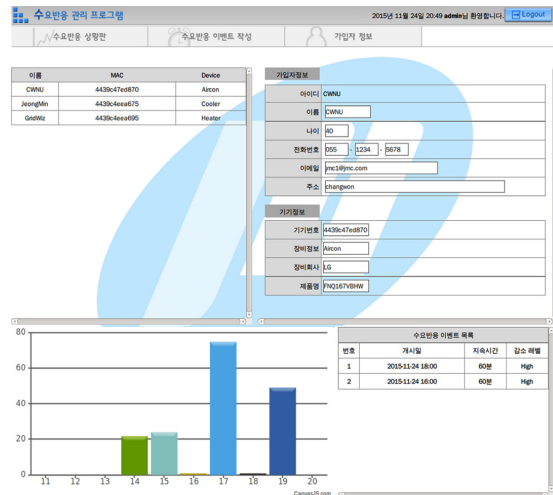 수요반응 관리 프로그램
2015년 11월 24일 20:49 admin님 환영합니다.
Logout
수요반응 상황판
수요반응 이벤트 작성
가입자 정보
이름 MAC Device
CWNU 4439c47ed870 Aircon
JeongMin 4439c4eea675 Cooler
GridWiz 4439c4eea695 Heater
가입자정보
아이디 CWNU
이름 CWNU
나이 40
전화번호 055 - 1234 - 5678
이메일 jmc1@jmc.com
주소 changwon
기기정보
기기번호 4439c47ed870
장비정보 Aircon
장비회사 LG
제품명 FNQ167VBHW
80
60
40
20
0
11 12 13 14 15 16 17 18 19 20
CanvasJS.com
수요반응 이벤트 목록
번호 개시일 지속시간 감소 레벨
1 2015-11-24 18:00 60분 High
2 2015-11-24 16:00 60분 High